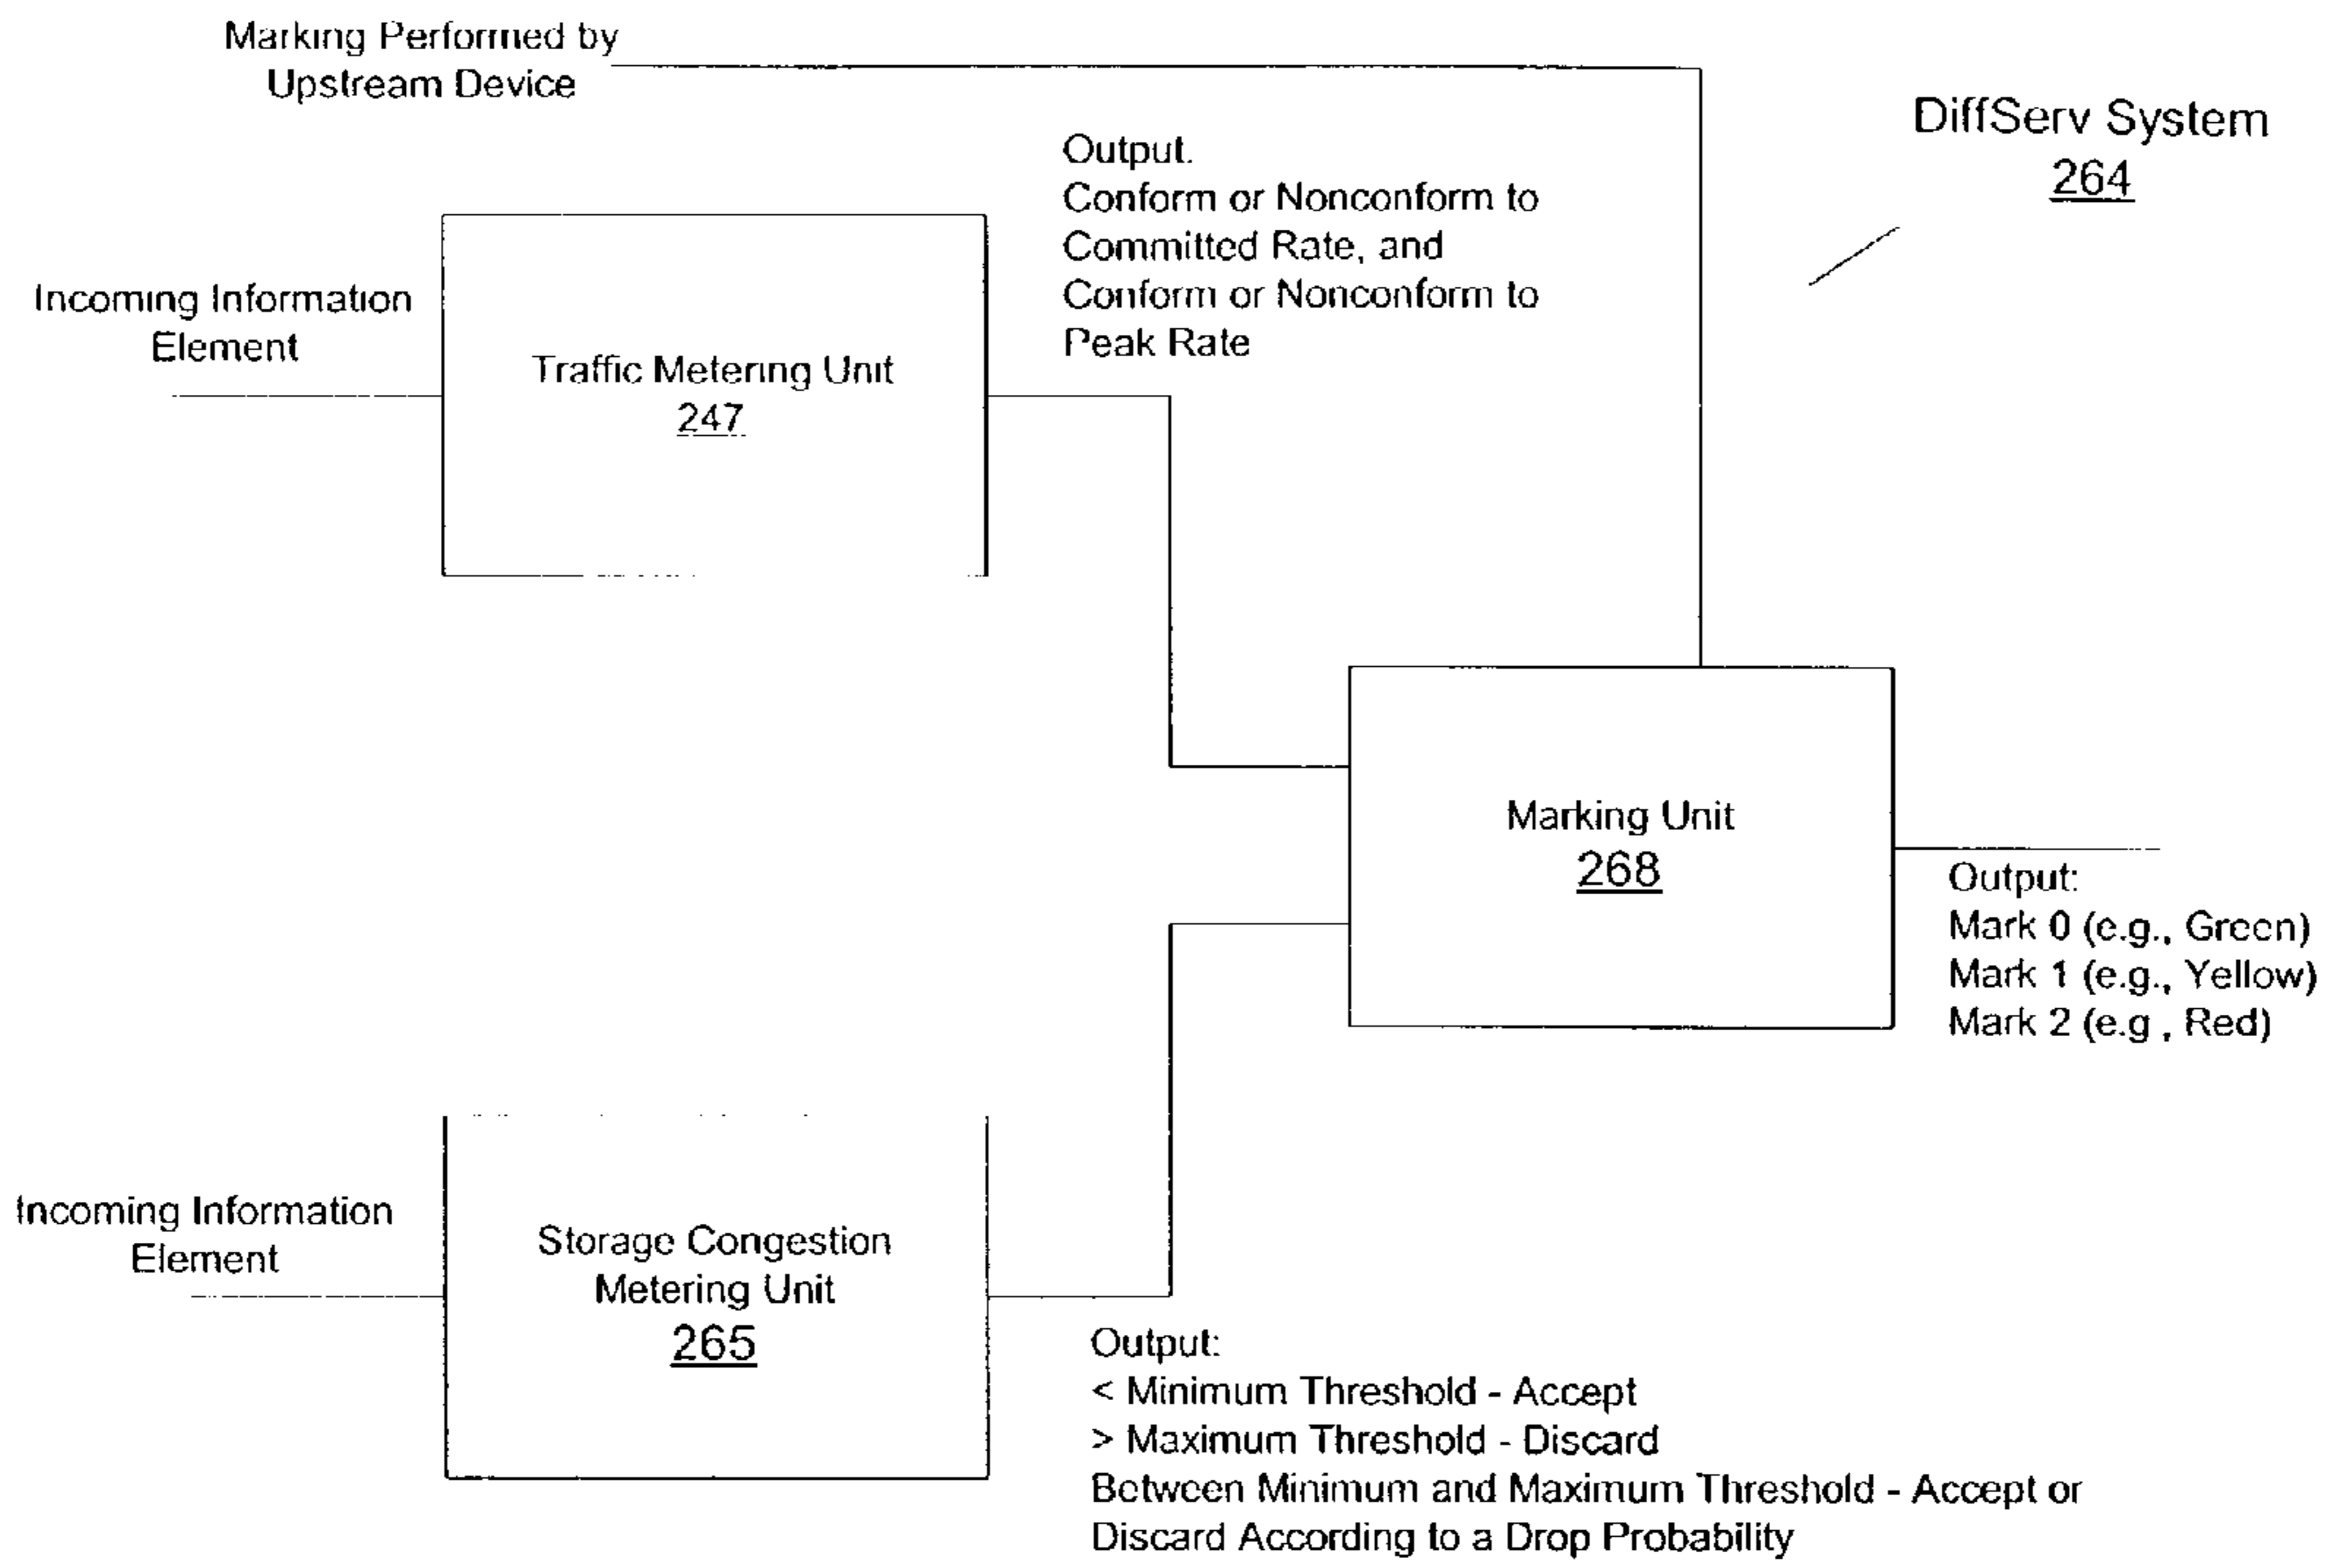 Marking Performed by
Upstream Device
DiffServ System
264
Output.
Conform or Nonconform to
Committed Rate, and
Conform or Nonconform to
Peak Rate
Incoming Information
Element
Traffic Metering Unit
247
Marking Unit
268
Output:
Mark 0 (e.g., Green)
Mark 1 (e.g., Yellow)
Mark 2 (e.g , Red)
Incoming Information
Element
Storage Congestion
Metering Unit
265
Output:
< Minimum Threshold - Accept
> Maximum Threshold - Discard
Between Minimum and Maximum Threshold - Accept or
Discard According to a Drop Probability